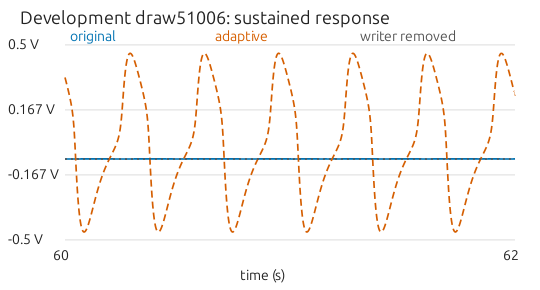 Development draw51006: sustained response
original adaptive writer removed
0.5 V
0.167 V
-0.167 V
-0.5 V
60 62
time (s)